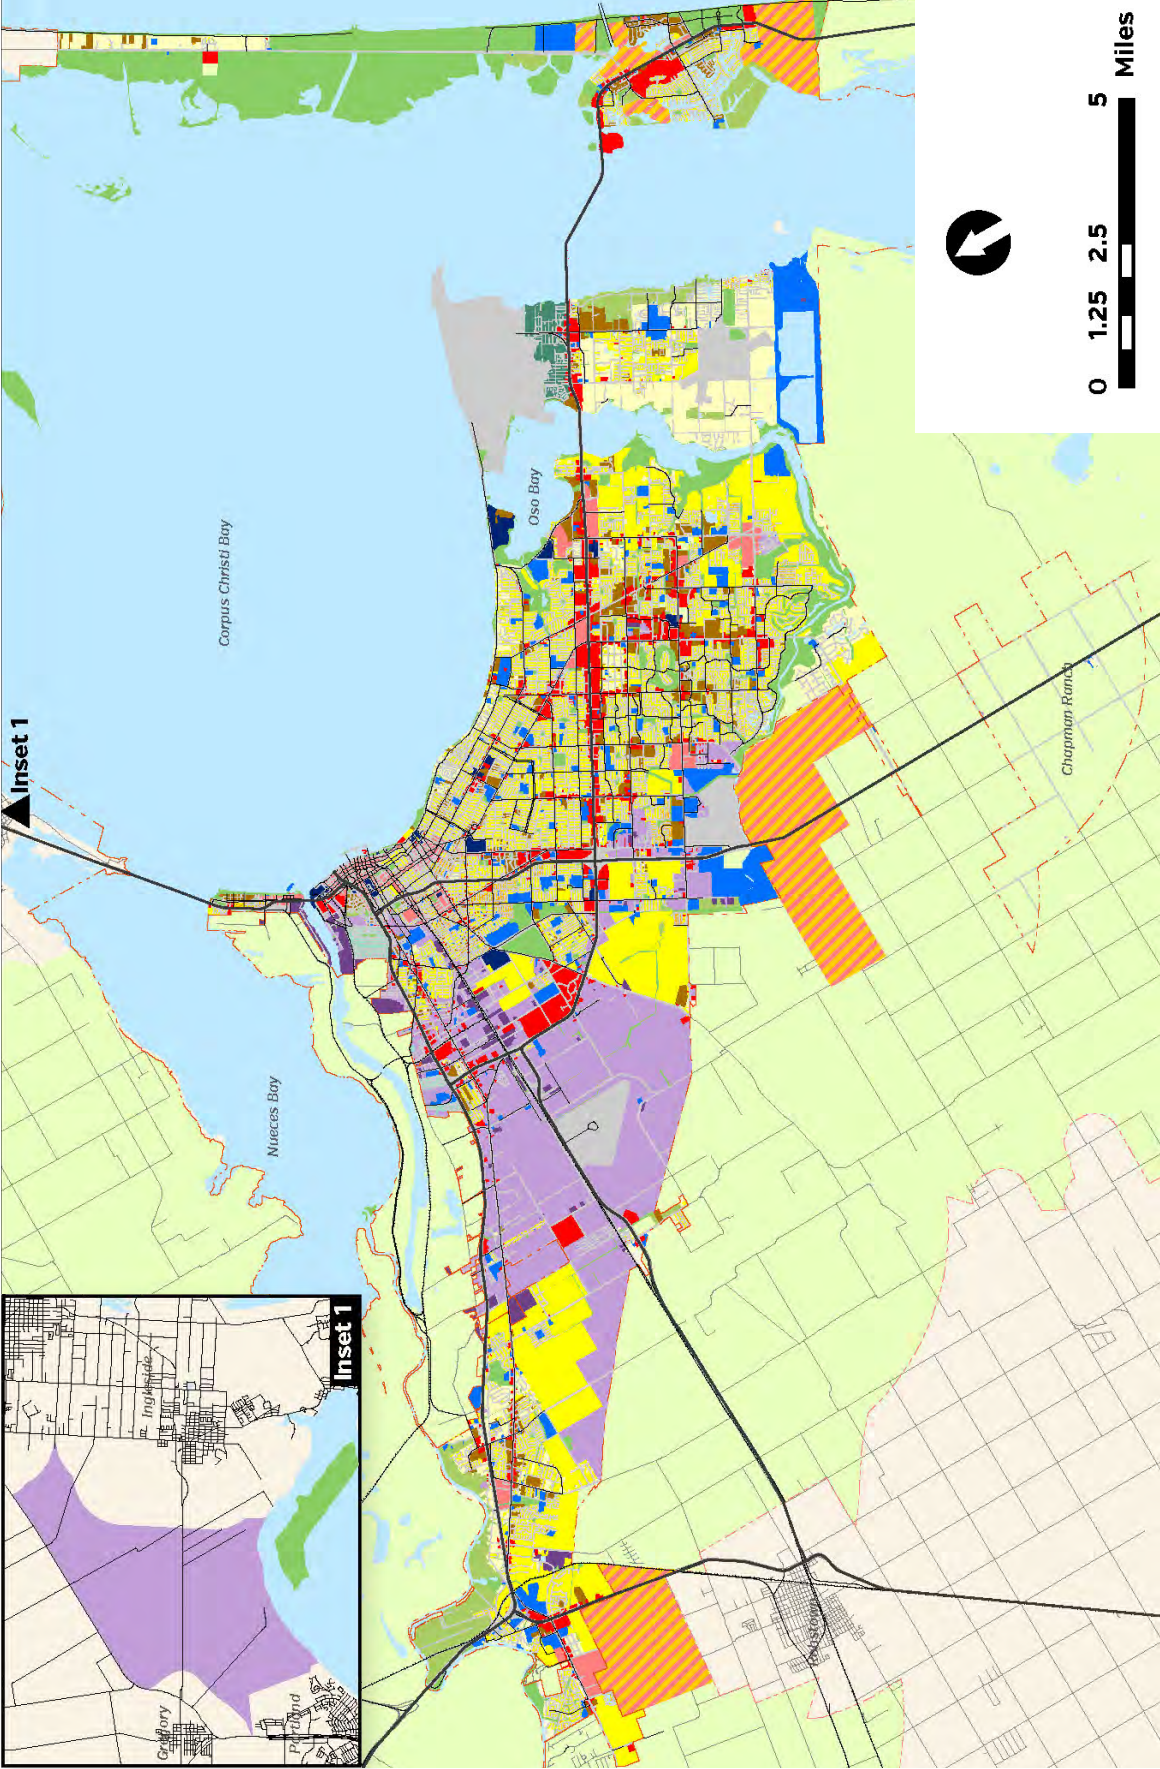 Inset 1
Corpus Christi Bay
Oso Bay
Nueces Bay
Chapman Ranch
Robstown
Inset 1
Ingleside
Gregory
Portland
0 1.25 2.5 5
Miles